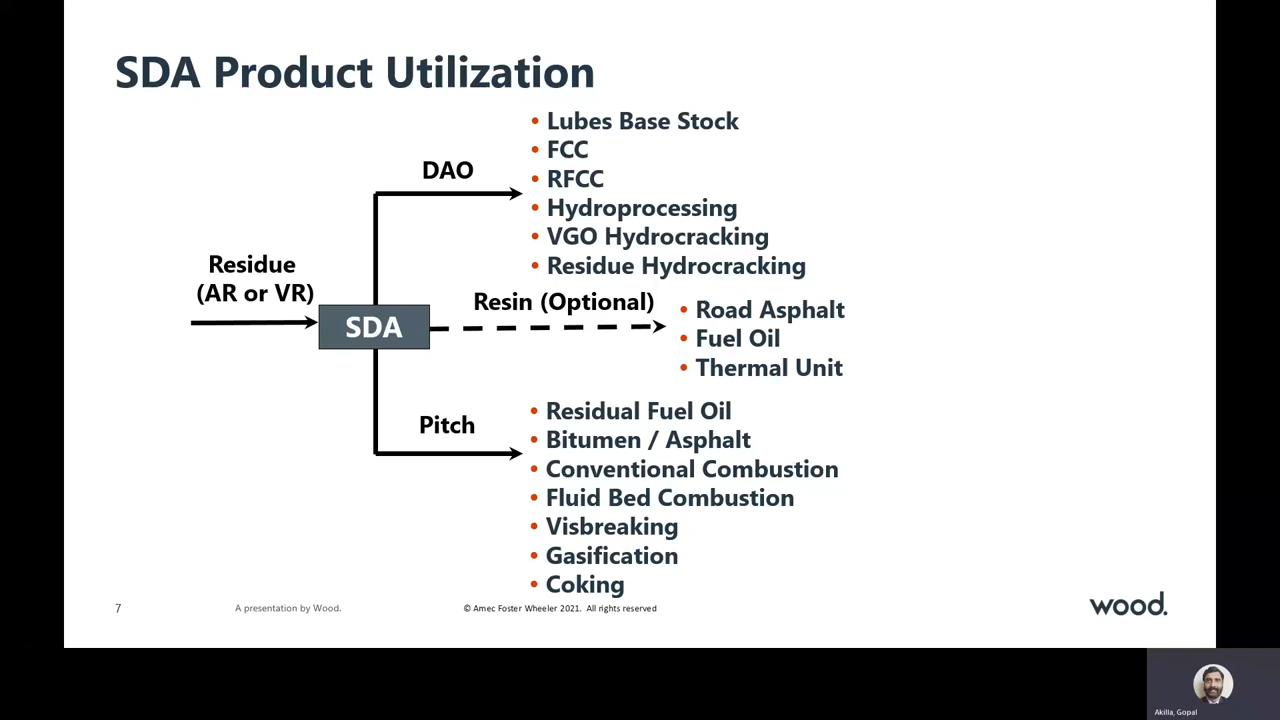 SDA Product Utilization
• Lubes Base Stock
• FCC
• RFCC
• Hydroprocessing
• VGO Hydrocracking
• Residue Hydrocracking
DAO
Residue
(AR or VR)
SDA
Resin (Optional)
• Road Asphalt
• Fuel Oil
• Thermal Unit
Pitch
• Residual Fuel Oil
• Bitumen / Asphalt
• Conventional Combustion
• Fluid Bed Combustion
• Visbreaking
• Gasification
• Coking
7
A presentation by Wood.
© Amec Foster Wheeler 2021. All rights reserved
wood.
Akilla, Gopal